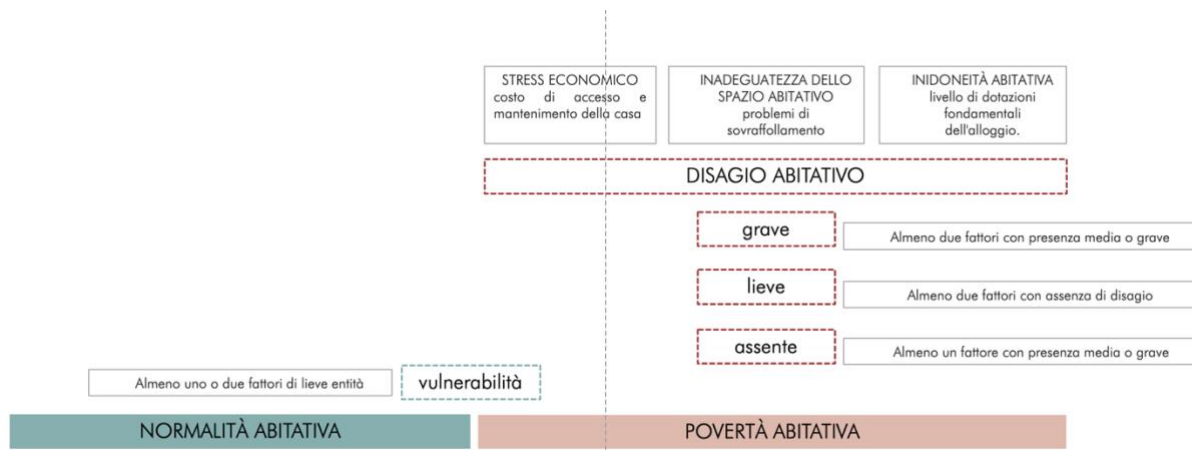 STRESS ECONOMICO
costo di accesso e
mantenimento della casa
INADEGUATEZZA DELLO
SPAZIO ABITATIVO
problemi di
sovraffollamento
INIDONEITÀ ABITATIVA
livello di dotazioni
fondamentali
dell'alloggio.
DISAGIO ABITATIVO
grave
Almeno due fattori con presenza media o grave
lieve
Almeno due fattori con assenza di disagio
assente
Almeno un fattore con presenza media o grave
Almeno uno o due fattori di lieve entità
vulnerabilità
NORMALITÀ ABITATIVA
POVERTÀ ABITATIVA